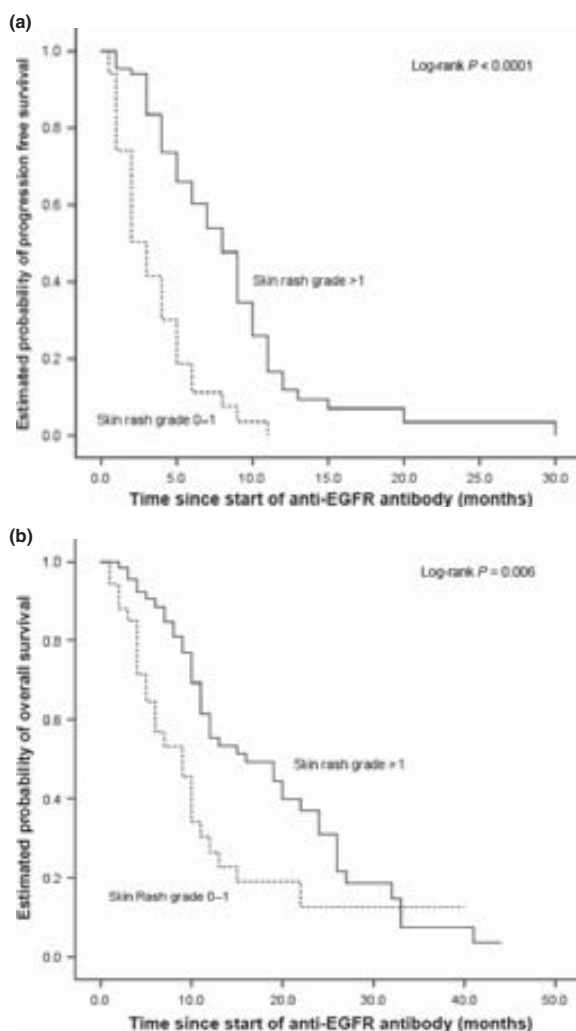 (a)
Log-rank P < 0.0001
Estimated probability of progression free survival
1.0
0.8
0.6
0.4
0.2
0.0
Skin rash grade >1
Skin rash grade 0–1
0.0 5.0 10.0 15.0 20.0 25.0 30.0
Time since start of anti-EGFR antibody (months)
(b)
Log-rank P = 0.006
Estimated probability of overall survival
1.0
0.8
0.6
0.4
0.2
0.0
Skin rash grade >1
Skin Rash grade 0–1
0.0 10.0 20.0 30.0 40.0 50.0
Time since start of anti-EGFR antibody (months)